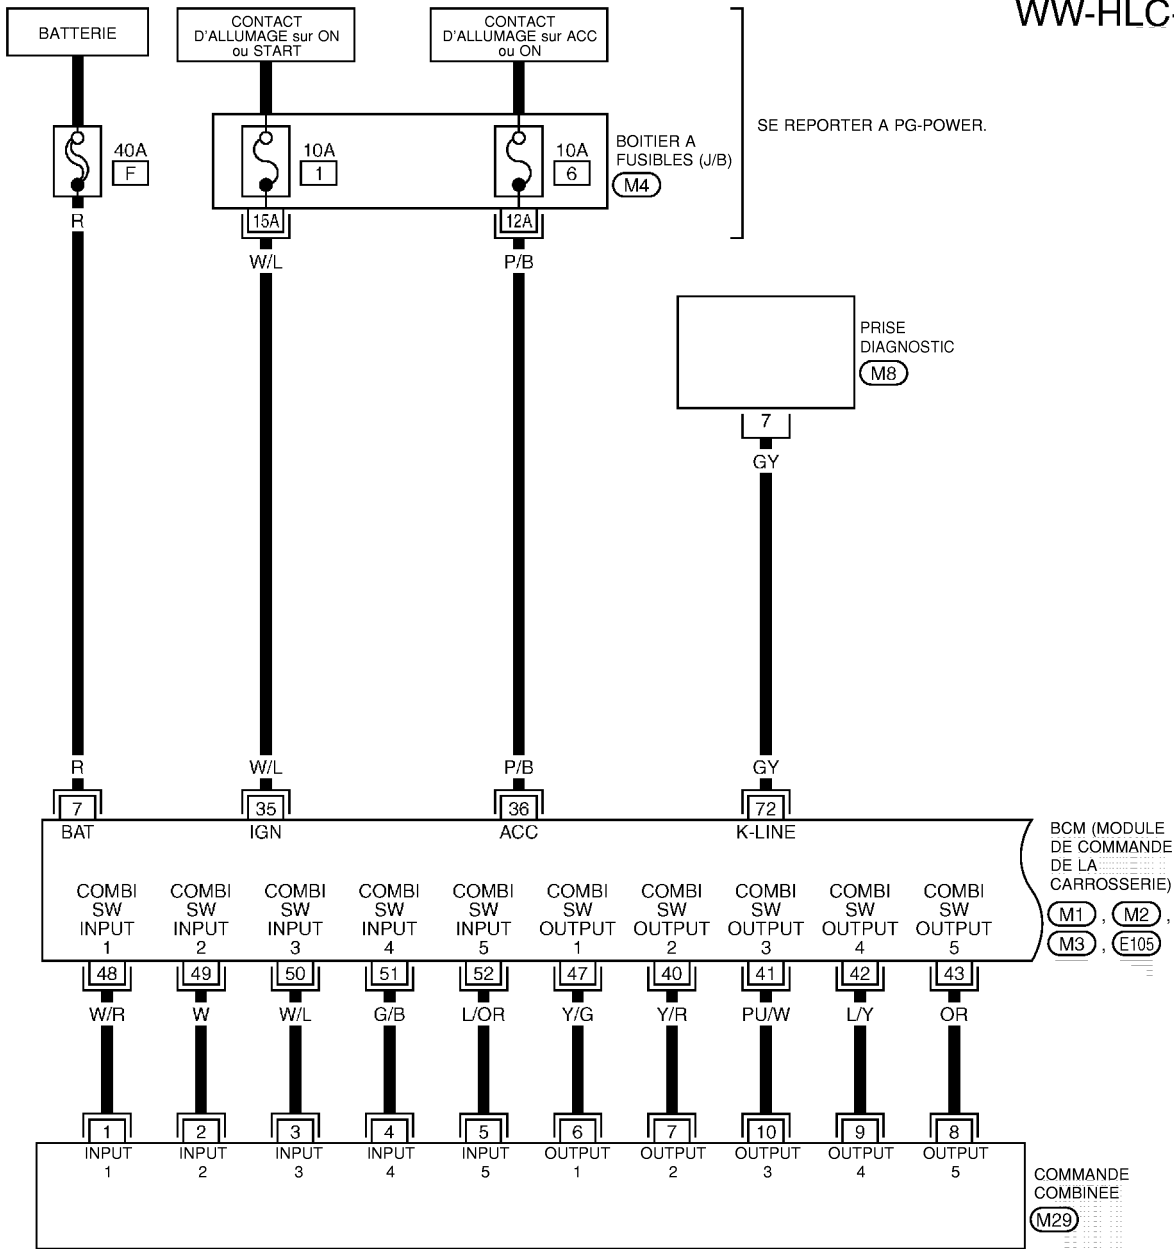 WW-HLC-
BATTERIE
CONTACT
D'ALLUMAGE sur ON
ou START
CONTACT
D'ALLUMAGE sur ACC
ou ON
SE REPORTER A PG-POWER.
40A
F
10A
1
10A
6
BOITIER A
FUSIBLES (J/B)
M4
R
15A
12A
W/L
P/B
PRISE
DIAGNOSTIC
M8
7
GY
R
W/L
P/B
GY
7
35
36
72
BAT
IGN
ACC
K-LINE
BCM (MODULE
DE COMMANDE
DE LA
CARROSSERIE)
M1 , M2 ,
M3 , E105
COMBI
SW
INPUT
1
COMBI
SW
INPUT
2
COMBI
SW
INPUT
3
COMBI
SW
INPUT
4
COMBI
SW
INPUT
5
COMBI
SW
OUTPUT
1
COMBI
SW
OUTPUT
2
COMBI
SW
OUTPUT
3
COMBI
SW
OUTPUT
4
COMBI
SW
OUTPUT
5
48 49 50 51 52 47 40 41 42 43
W/R W W/L G/B L/OR Y/G Y/R PU/W L/Y OR
1 2 3 4 5 6 7 10 9 8
INPUT
1
INPUT
2
INPUT
3
INPUT
4
INPUT
5
OUTPUT
1
OUTPUT
2
OUTPUT
3
OUTPUT
4
OUTPUT
5
COMMANDE
COMBINEE
M29